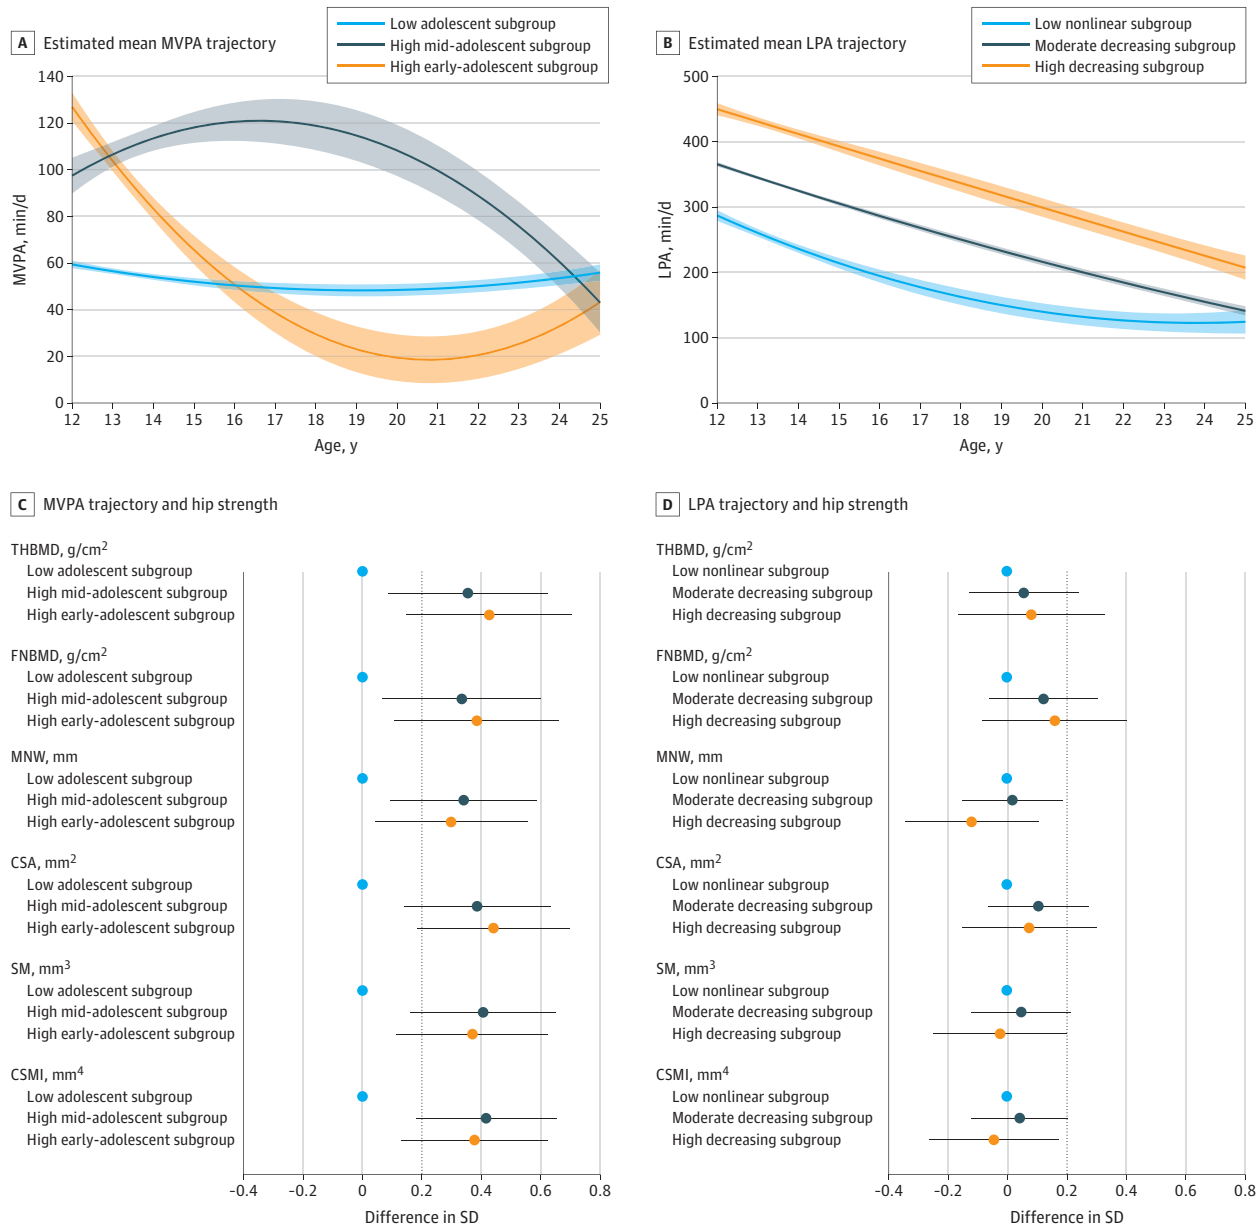 A Estimated mean MVPA trajectory
Low adolescent subgroup
High mid-adolescent subgroup
High early-adolescent subgroup
MVPA, min/d
140
120
100
80
60
40
20
0
12 13 14 15 16 17 18 19 20 21 22 23 24 25
Age, y
B Estimated mean LPA trajectory
Low nonlinear subgroup
Moderate decreasing subgroup
High decreasing subgroup
LPA, min/d
500
400
300
200
100
0
12 13 14 15 16 17 18 19 20 21 22 23 24 25
Age, y
C MVPA trajectory and hip strength
THBMD, g/cm2
Low adolescent subgroup
High mid-adolescent subgroup
High early-adolescent subgroup
FNBMD, g/cm2
Low adolescent subgroup
High mid-adolescent subgroup
High early-adolescent subgroup
MNW, mm
Low adolescent subgroup
High mid-adolescent subgroup
High early-adolescent subgroup
CSA, mm2
Low adolescent subgroup
High mid-adolescent subgroup
High early-adolescent subgroup
SM, mm3
Low adolescent subgroup
High mid-adolescent subgroup
High early-adolescent subgroup
CSMI, mm4
Low adolescent subgroup
High mid-adolescent subgroup
High early-adolescent subgroup
-0.4 -0.2 0 0.2 0.4 0.6 0.8
Difference in SD
D LPA trajectory and hip strength
THBMD, g/cm2
Low nonlinear subgroup
Moderate decreasing subgroup
High decreasing subgroup
FNBMD, g/cm2
Low nonlinear subgroup
Moderate decreasing subgroup
High decreasing subgroup
MNW, mm
Low nonlinear subgroup
Moderate decreasing subgroup
High decreasing subgroup
CSA, mm2
Low nonlinear subgroup
Moderate decreasing subgroup
High decreasing subgroup
SM, mm3
Low nonlinear subgroup
Moderate decreasing subgroup
High decreasing subgroup
CSMI, mm4
Low nonlinear subgroup
Moderate decreasing subgroup
High decreasing subgroup
-0.4 -0.2 0 0.2 0.4 0.6 0.8
Difference in SD